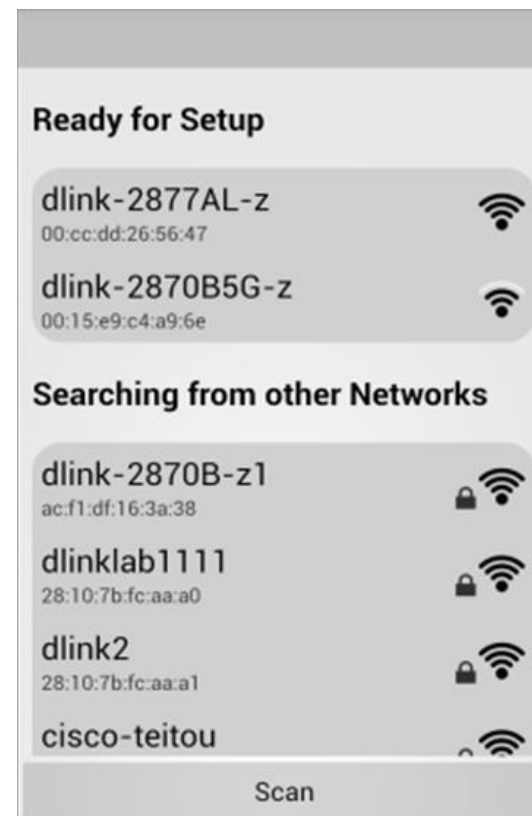 Ready for Setup
dlink-2877AL-z
00:cc:dd:26:56:47
dlink-2870B5G-z
00:15:e9:c4:a9:6e
Searching from other Networks
dlink-2870B-z1
ac:f1:df:16:3a:38
dlinklab1111
28:10:7b:fc:aa:a0
dlink2
28:10:7b:fc:aa:a1
cisco-teitou
Scan